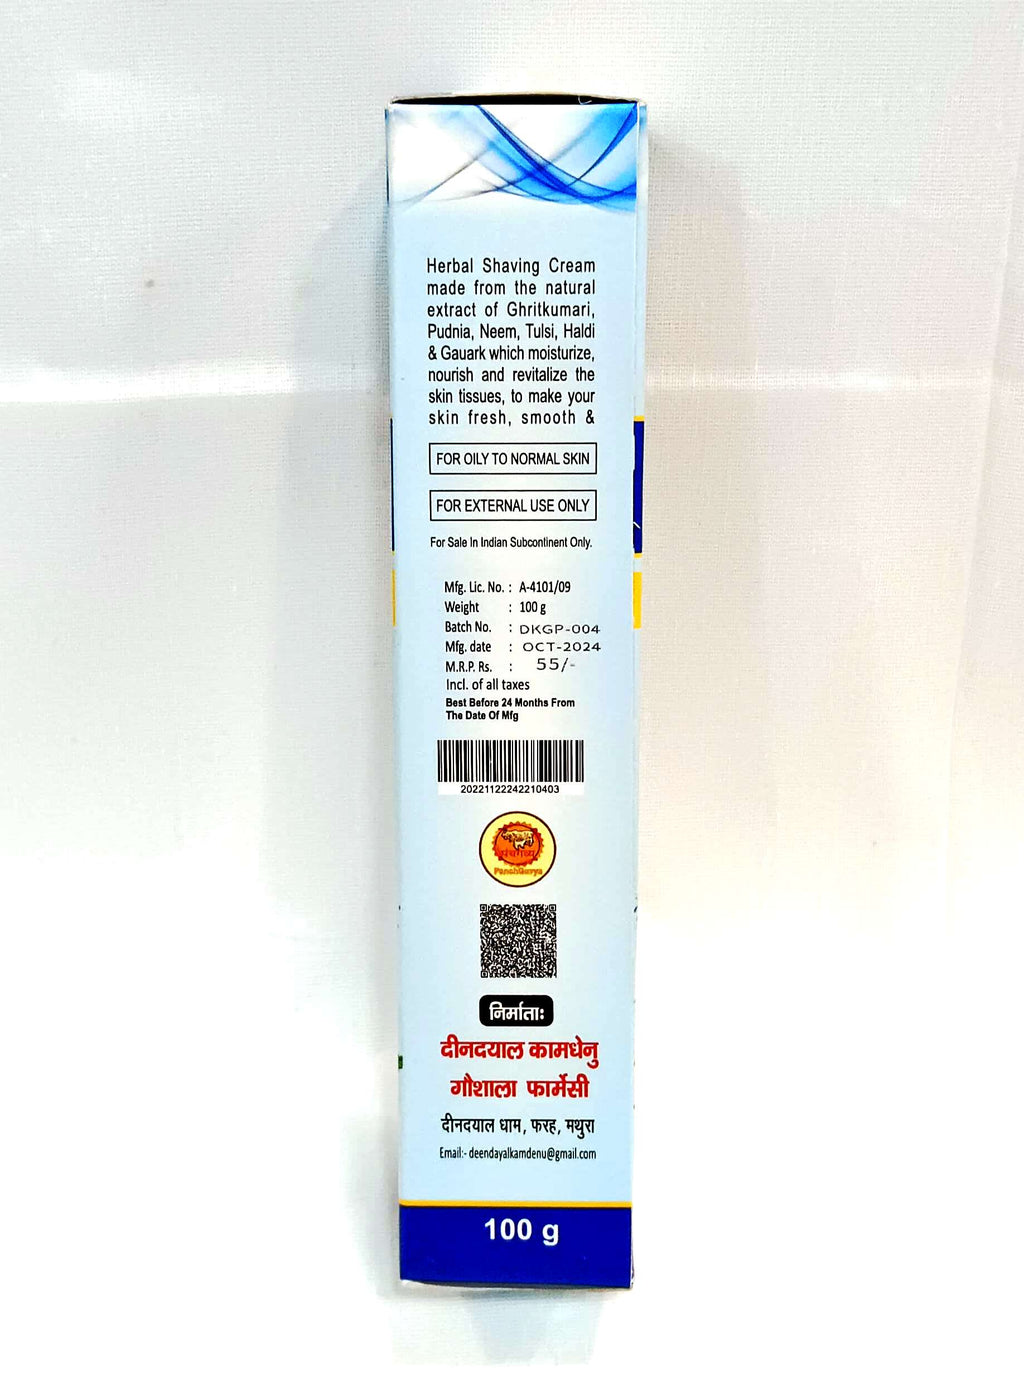 Herbal Shaving Cream
made from the natural
extract of Ghritkumari,
Pudnia, Neem, Tulsi, Haldi
& Gauark which moisturize,
nourish and revitalize the
skin tissues, to make your
skin fresh, smooth &
FOR OILY TO NORMAL SKIN
FOR EXTERNAL USE ONLY
For Sale In Indian Subcontinent Only.
Mfg. Lic. No. : A-4101/09
Weight : 100 g
Batch No. : DKGP-004
Mfg. date : OCT-2024
M.R.P. Rs. : 55/-
Incl. of all taxes
Best Before 24 Months From
The Date Of Mfg
20221122242210403
पंचगव्य
PanchGavya
निर्माताः
दीनदयाल कामधेनु
गौशाला फार्मेसी
दीनदयाल धाम, फरह, मथुरा
Email:- deendayalkamdenu@gmail.com
100 g